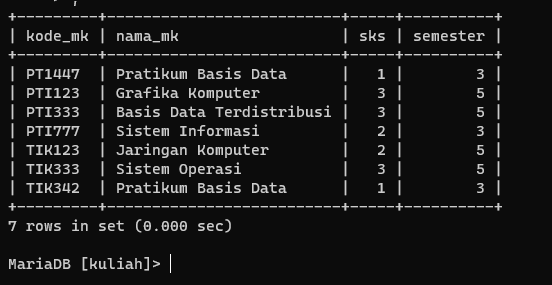 +---------+-------------------------+-----+----------+
| kode_mk | nama_mk                 | sks | semester |
+---------+-------------------------+-----+----------+
| PT1447  | Pratikum Basis Data     |   1 |        3 |
| PTI123  | Grafika Komputer        |   3 |        5 |
| PTI333  | Basis Data Terdistribusi |   3 |        5 |
| PTI777  | Sistem Informasi        |   2 |        3 |
| TIK123  | Jaringan Komputer       |   2 |        5 |
| TIK333  | Sistem Operasi          |   3 |        5 |
| TIK342  | Pratikum Basis Data     |   1 |        3 |
+---------+-------------------------+-----+----------+
7 rows in set (0.000 sec)
MariaDB [kuliah]>